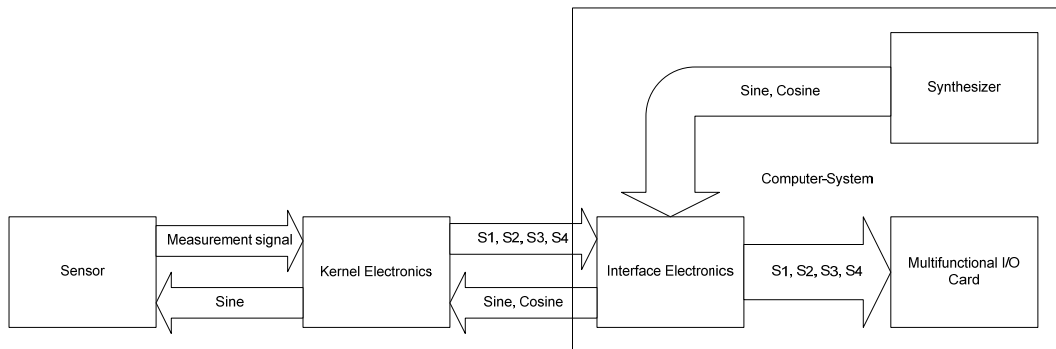 Synthesizer
Sine, Cosine
Computer-System
Sensor
Measurement signal
Sine
Kernel Electronics
S1, S2, S3, S4
Sine, Cosine
Interface Electronics
S1, S2, S3, S4
Multifunctional I/O
Card